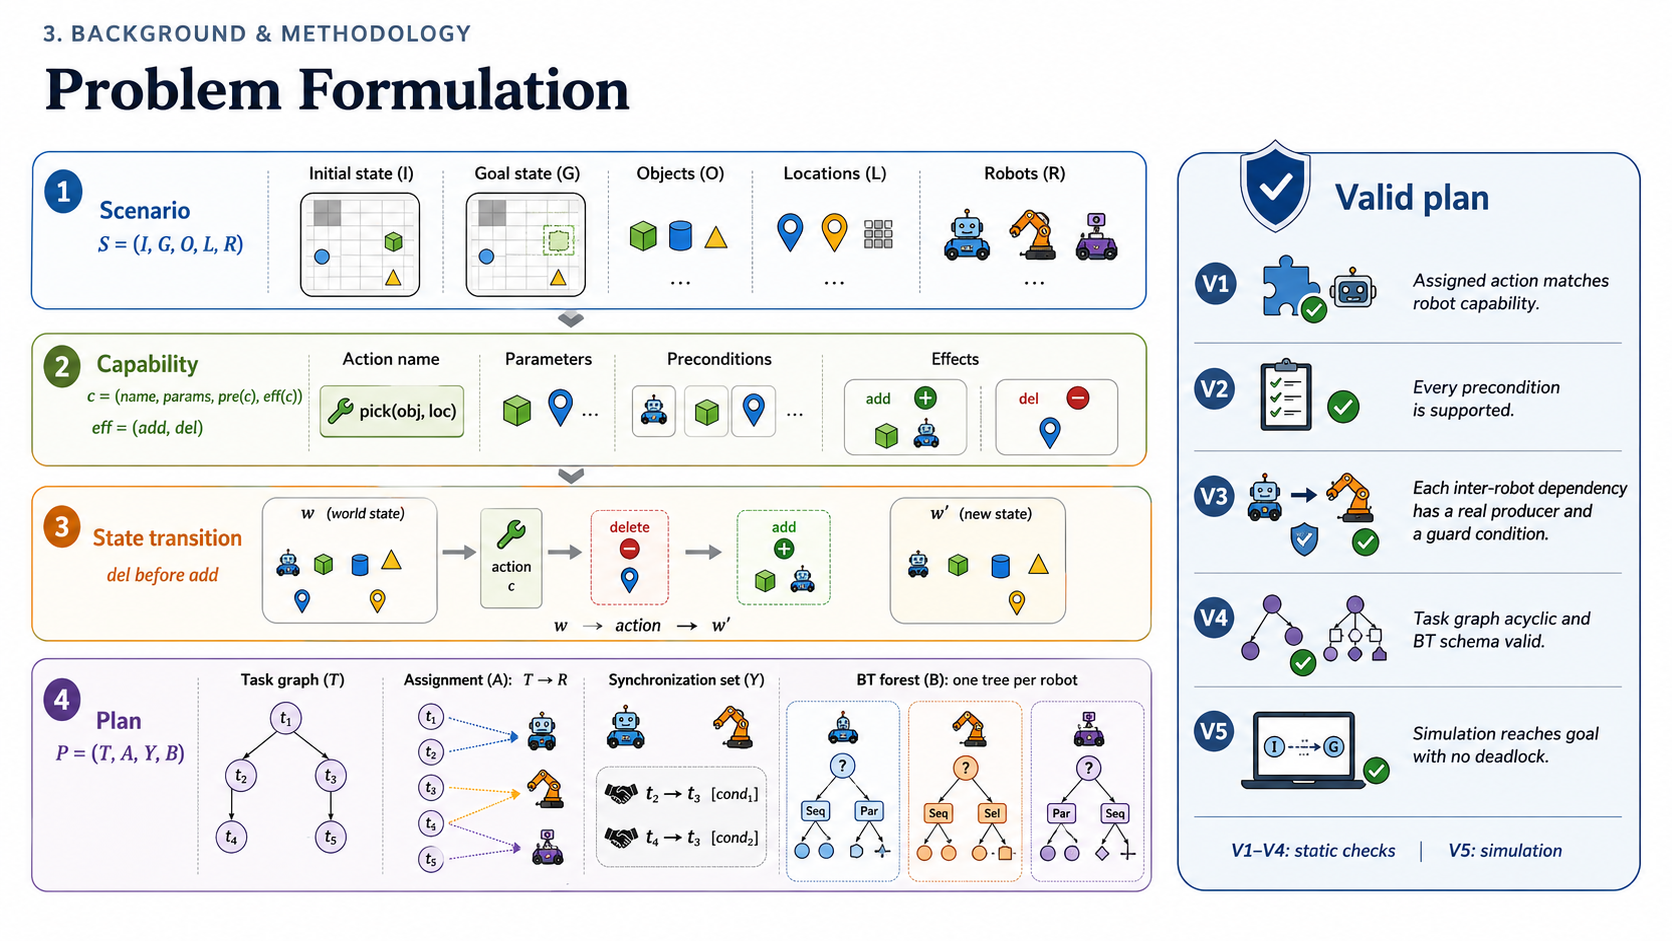 3. BACKGROUND & METHODOLOGY
Problem Formulation
1
Scenario
S = (I, G, O, L, R)
Initial state (I)
Goal state (G)
Objects (O)
...
Locations (L)
...
Robots (R)
...
2
Capability
c = (name, params, pre(c), eff(c))
eff = (add, del)
Action name
pick(obj, loc)
Parameters
...
Preconditions
...
Effects
add
del
3
State transition
del before add
w (world state)
action
c
delete
add
w′ (new state)
w → action → w′
4
Plan
P = (T, A, Y, B)
Task graph (T)
t₁
t₂
t₃
t₄
t₅
Assignment (A): T → R
t₁
t₂
t₃
t₄
t₅
Synchronization set (Y)
t₂ → t₃ [cond₁]
t₄ → t₃ [cond₂]
BT forest (B): one tree per robot
?
Seq
Par
?
Seq
Sel
?
Par
Seq
Valid plan
V1
Assigned action matches
robot capability.
V2
Every precondition
is supported.
V3
Each inter-robot dependency
has a real producer and
a guard condition.
V4
Task graph acyclic and
BT schema valid.
V5
I
G
Simulation reaches goal
with no deadlock.
V1–V4: static checks | V5: simulation